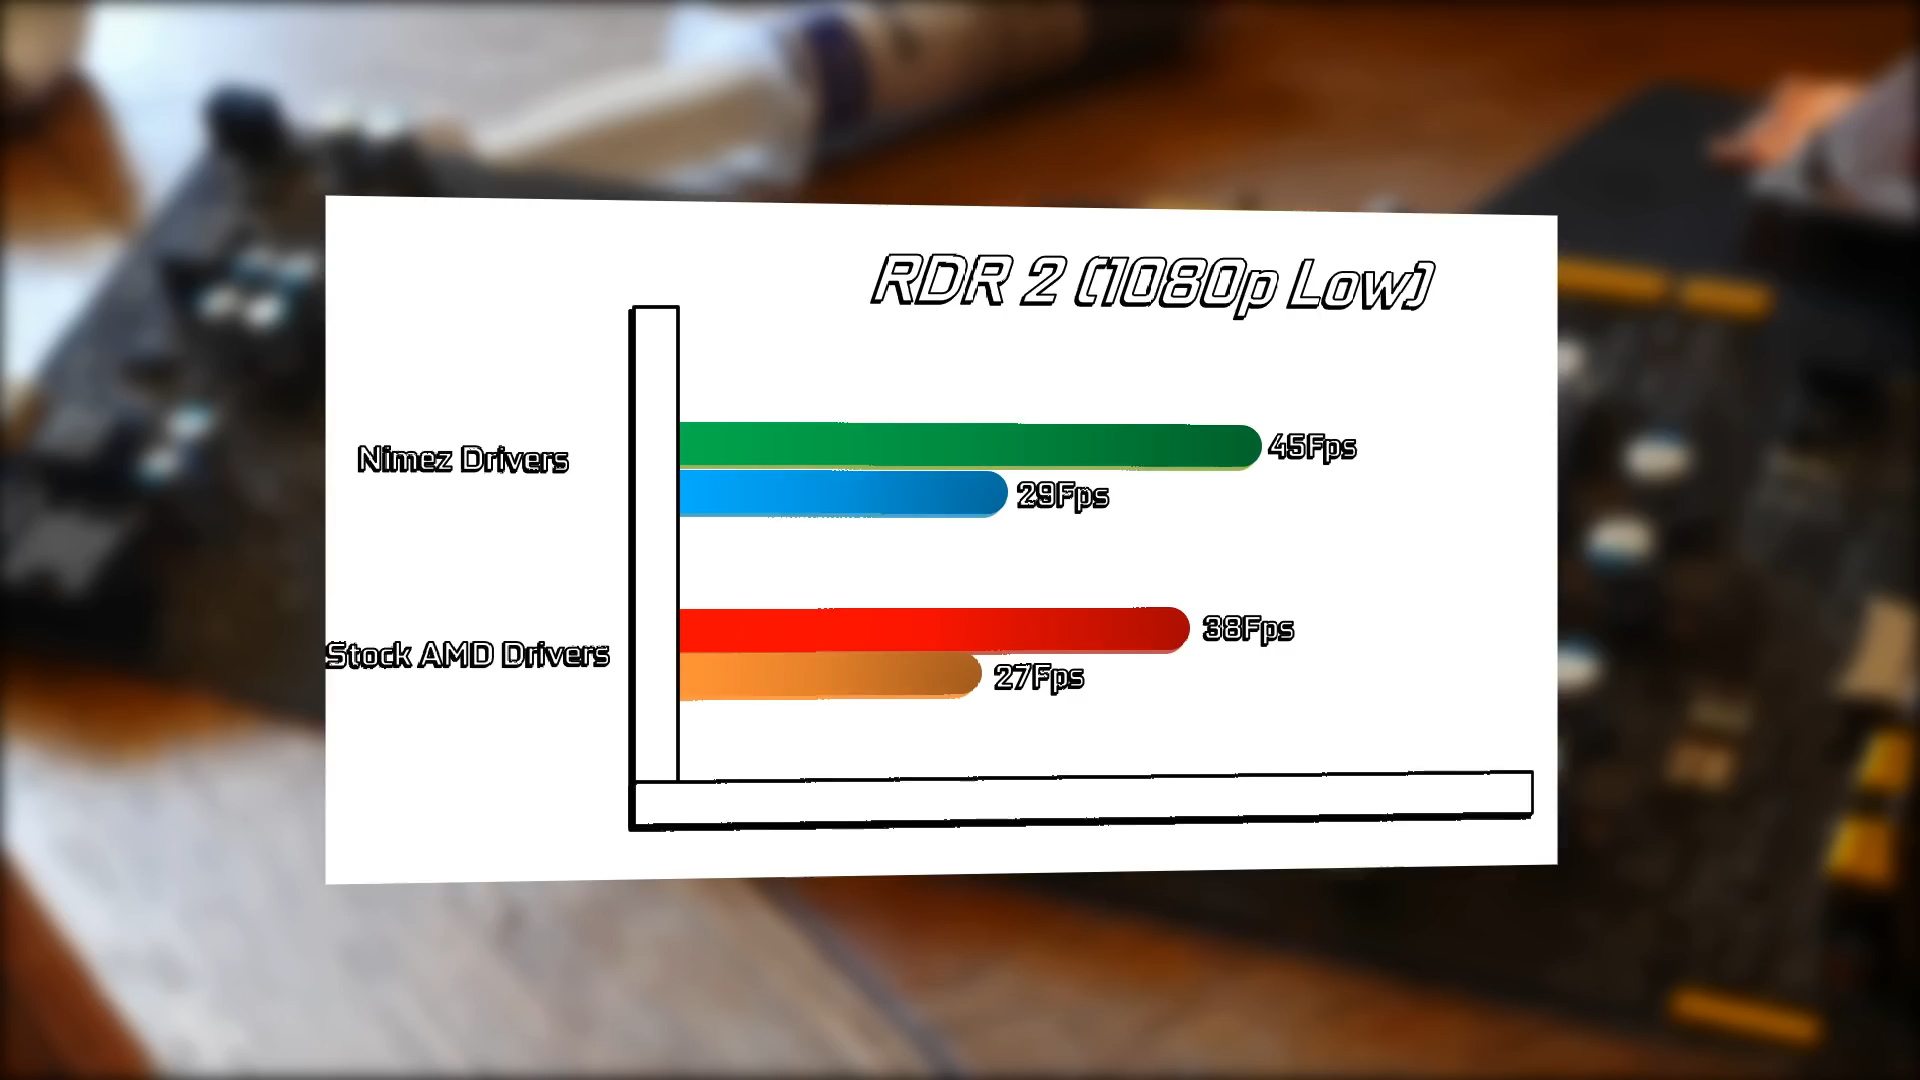 RDR 2 (1080p Low)
Nimez Drivers
45Fps
29Fps
Stock AMD Drivers
38Fps
27Fps